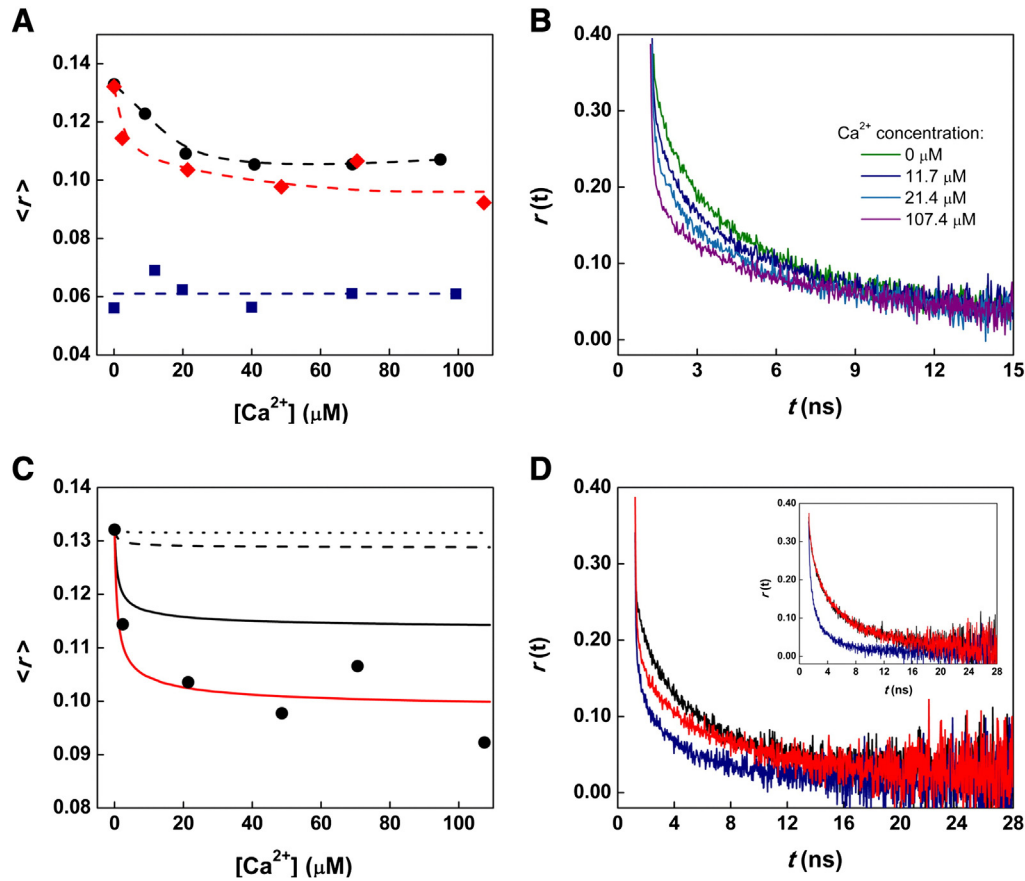 A
<r>
0.14
0.12
0.10
0.08
0.06
0.04
0 20 40 60 80 100
[Ca²⁺] (μM)
B
r (t)
0.40
0.30
0.20
0.10
0.00
Ca²⁺ concentration:
0 μM
11.7 μM
21.4 μM
107.4 μM
0 3 6 9 12 15
t (ns)
C
<r>
0.14
0.13
0.12
0.11
0.10
0.09
0.08
0 20 40 60 80 100
[Ca²⁺] (μM)
D
r (t)
0.40
0.30
0.20
0.10
0.00
0 4 8 12 16 20 24 28
t (ns)
r (t)
0.40
0.30
0.20
0.10
0.00
0 4 8 12 16 20 24 28
t (ns)